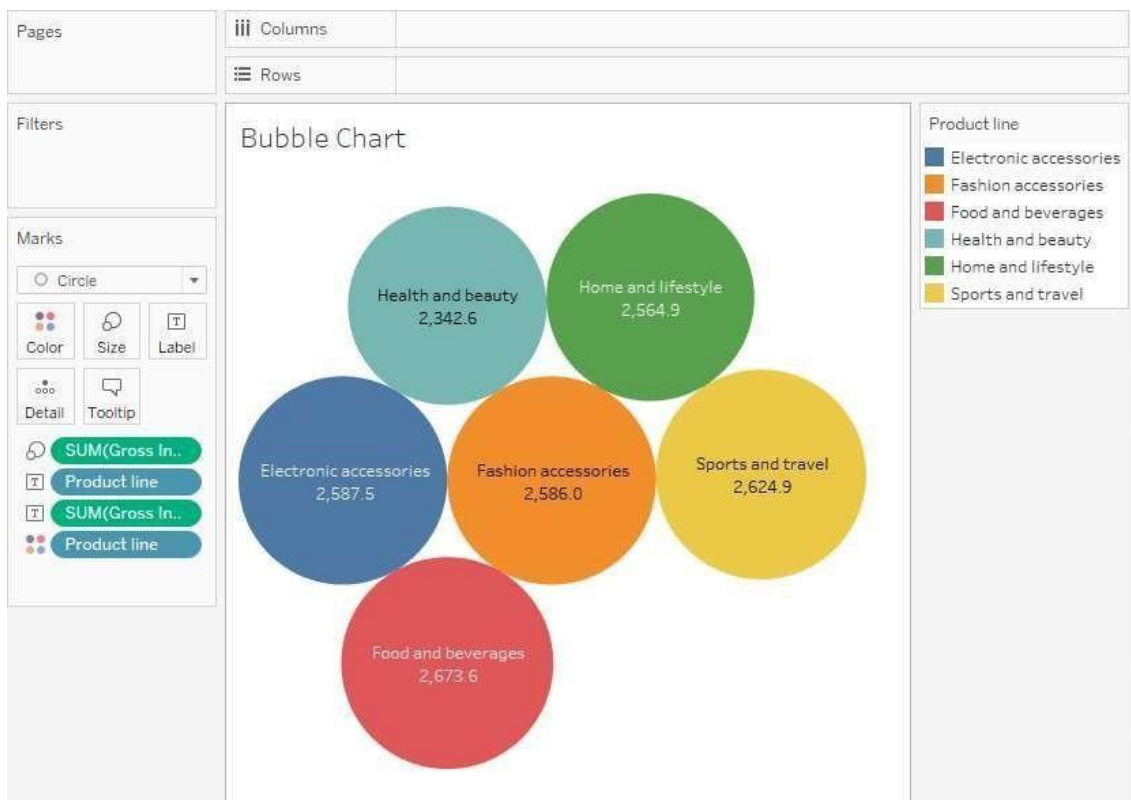 Pages
Columns
Rows
Filters
Marks
Circle
Color
Size
Label
Detail
Tooltip
SUM(Gross In..
Product line
SUM(Gross In..
Product line
Bubble Chart
Health and beauty
2,342.6
Home and lifestyle
2,564.9
Electronic accessories
2,587.5
Fashion accessories
2,586.0
Sports and travel
2,624.9
Food and beverages
2,673.6
Product line
Electronic accessories
Fashion accessories
Food and beverages
Health and beauty
Home and lifestyle
Sports and travel